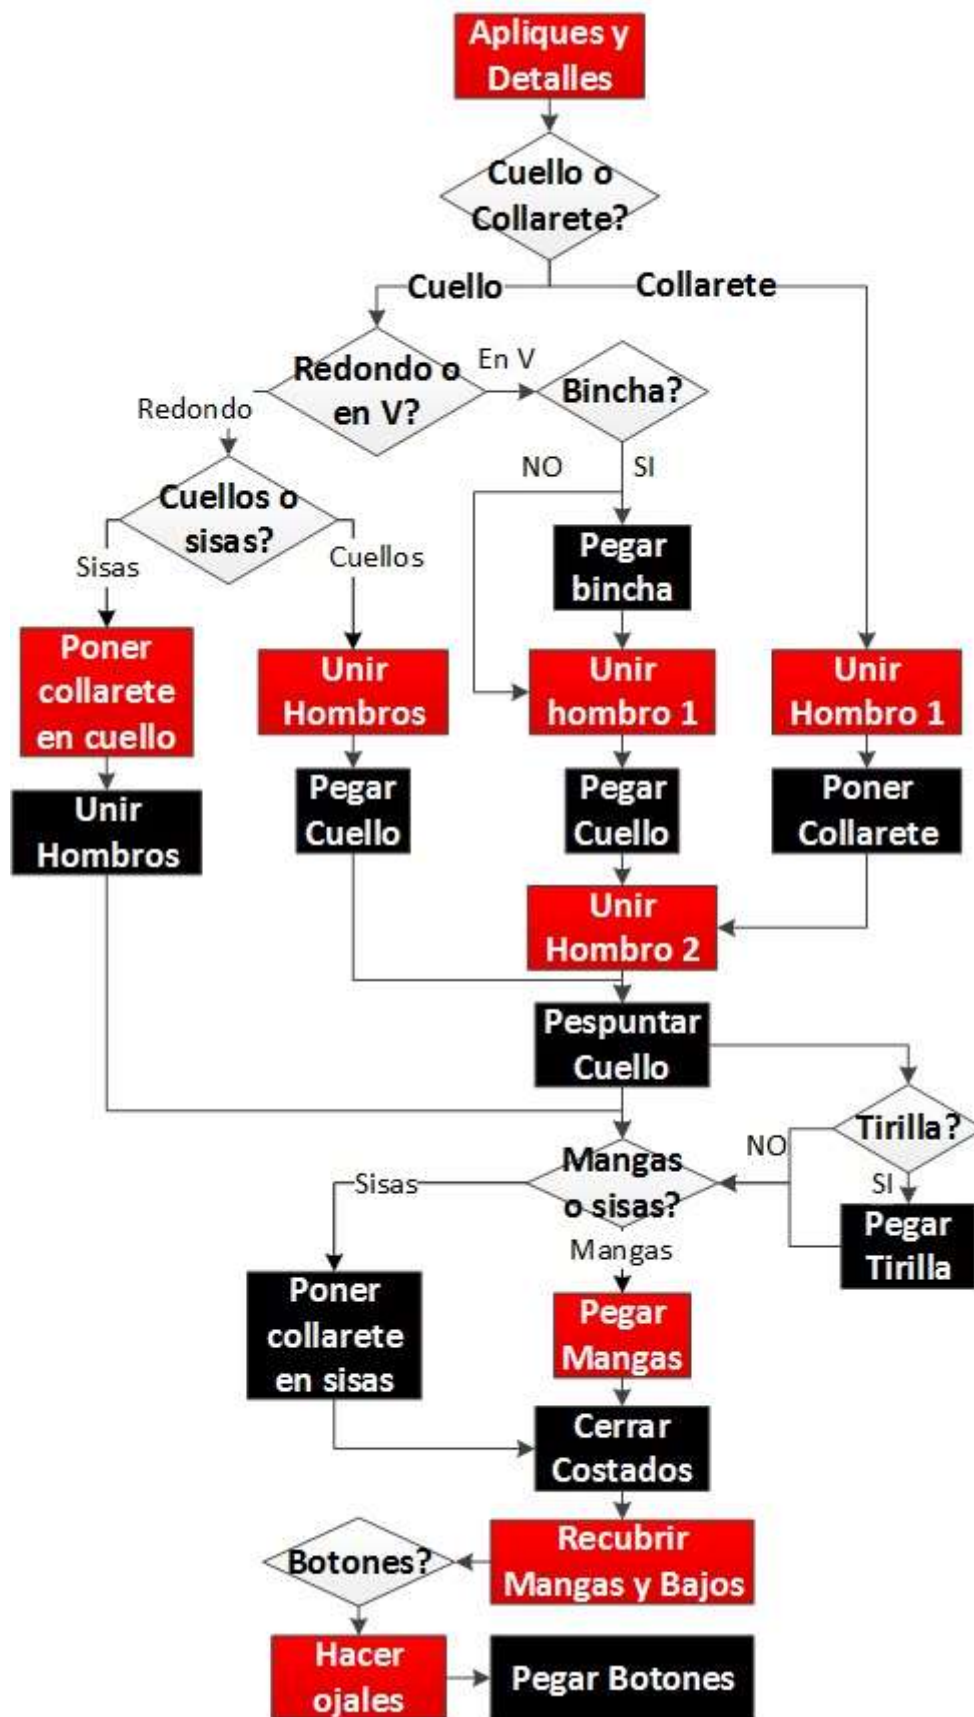 Apliques y
Detalles
Cuello o
Collarete?
Cuello
Collarete
Redondo o
en V?
En V
Bincha?
Redondo
NO
SI
Cuellos o
sisas?
Sisas
Cuellos
Pegar
bincha
Poner
collarete
en cuello
Unir
Hombros
Unir
hombro 1
Unir
Hombro 1
Unir
Hombros
Pegar
Cuello
Pegar
Cuello
Poner
Collarete
Unir
Hombro 2
Pespuntar
Cuello
Tirilla?
NO
SI
Mangas
o sisas?
Sisas
Mangas
Pegar
Tirilla
Poner
collarete
en sisas
Pegar
Mangas
Cerrar
Costados
Recubrir
Mangas y Bajos
Botones?
Hacer
ojales
Pegar Botones